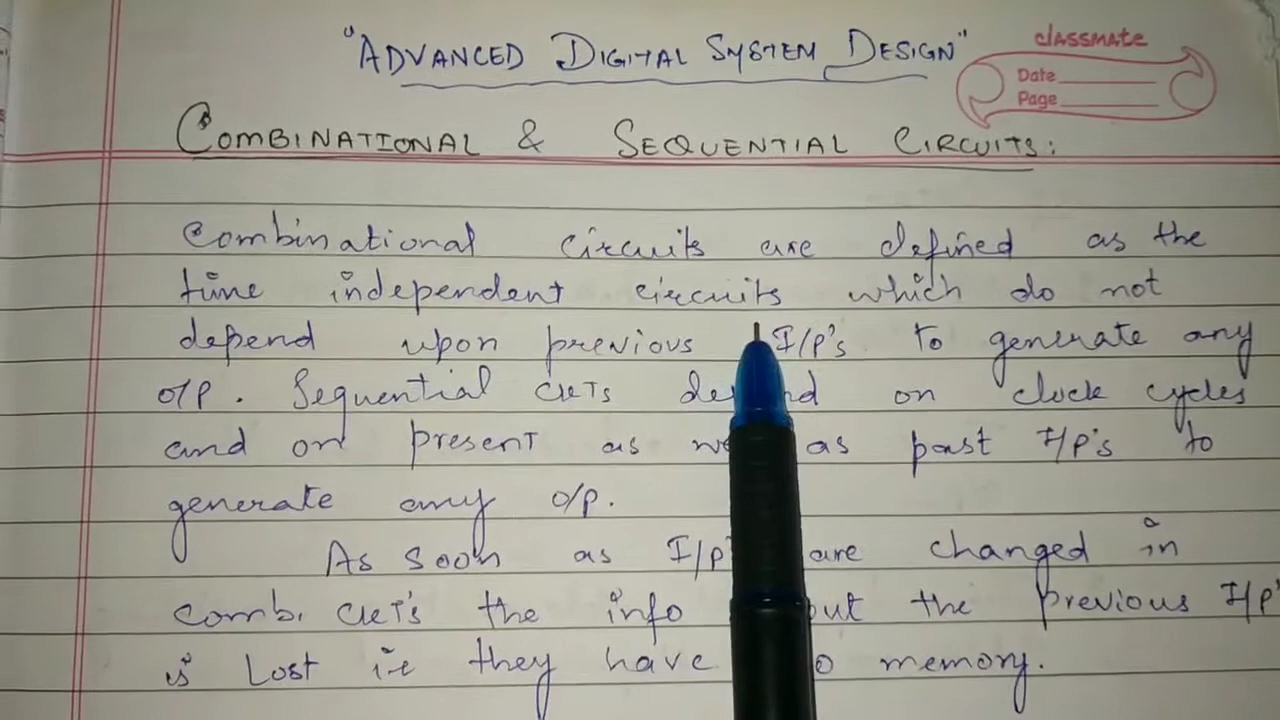 "ADVANCED DIGITAL SYSTEM DESIGN"
classmate
Date
Page
COMBINATIONAL & SEQUENTIAL CIRCUITS:
Combinational circuits are defined as the
time independent circuits which do not
depend upon previous I/P's to generate any
O/P. Sequential CKTs on clock cycles
and on present as as past I/P's to
generate any O/P.
As soon as I/P are changed in
comb. CKT's the info the previous I/P'
is lost i.e they have memory.